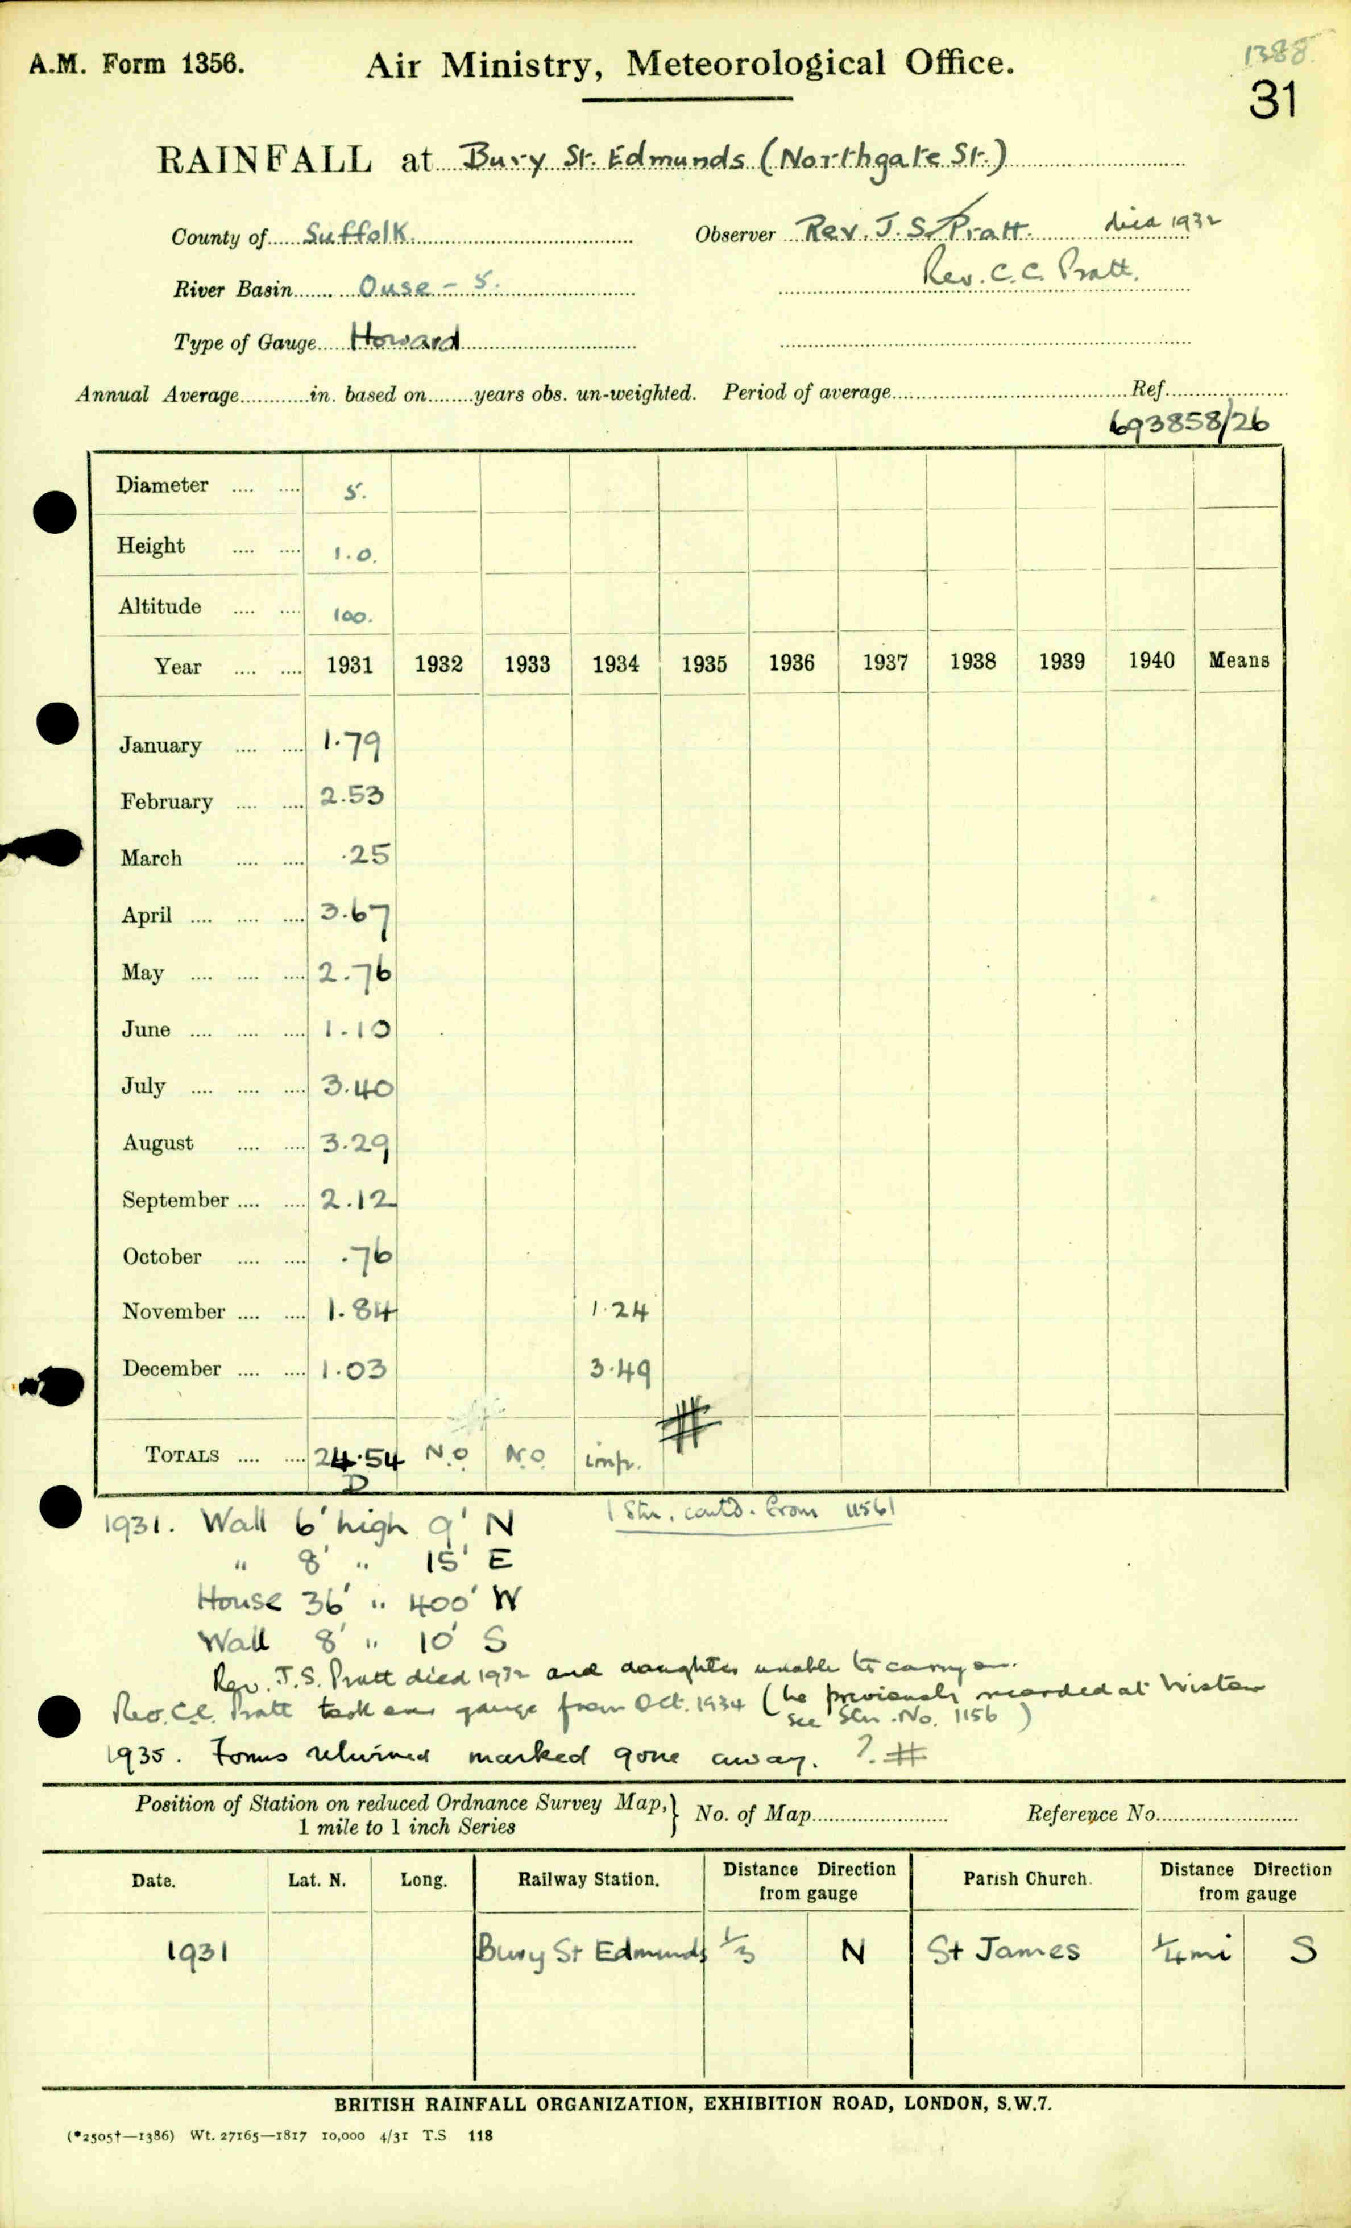 1388.
A.M. Form 1356. Air Ministry, Meteorological Office.
31
RAINFALL at Bury St. Edmunds (Northgate St.)
County of Suffolk Observer Rev. J. S. Pratt. died 1932
River Basin Ouse – 5. Rev. C. C. Pratt.
Type of Gauge Howard
Annual Average in. based on years obs. un-weighted. Period of average Ref.
693858/26
Diameter 5.
Height 1.0.
Altitude 100.
Year 1931 1932 1933 1934 1935 1936 1937 1938 1939 1940 Means
January 1.79
February 2.53
March .25
April 3.67
May 2.76
June 1.10
July 3.40
August 3.29
September 2.12
October .76
November 1.84 1.24
December 1.03 3.49
#
TOTALS 24.54 N.O. N.O. imp.
D
1931. Wall 6' high 9' N (Stn. contd. from 1156)
" 8' " 15' E
House 36' " 400' W
Wall 8' " 10' S
Rev. J. S. Pratt died 1932 and daughter unable to carry on.
Rev. C.C. Pratt took over gauge from Oct. 1934 (he previously recorded at Wiston
see Stn. No. 1156)
1935. Forms returned marked gone away. ? #
Position of Station on reduced Ordnance Survey Map,} No. of Map Reference No.
1 mile to 1 inch Series
Date. Lat. N. Long. Railway Station. Distance Direction from gauge Parish Church. Distance Direction from gauge
1931 Bury St Edmunds 1/3 N St James 1/4 mi S
BRITISH RAINFALL ORGANIZATION, EXHIBITION ROAD, LONDON, S.W.7.
(*2505†—1386) Wt. 27165—1817 10,000 4/31 T.S 118